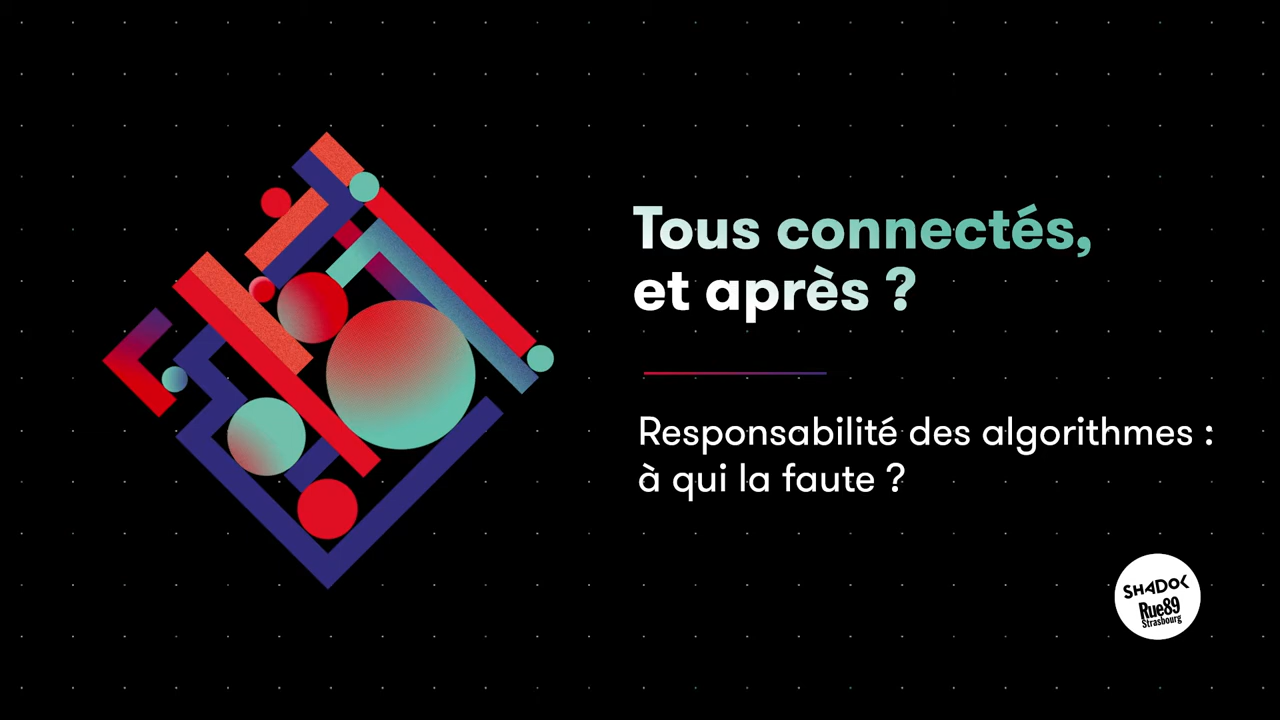 Tous connectés,
et après ?
Responsabilité des algorithmes :
à qui la faute ?
SHADOK
Rue89
Strasbourg